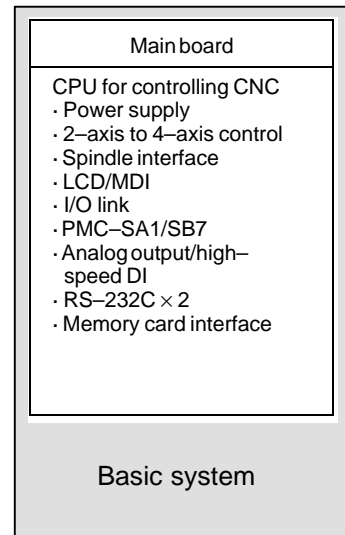 Main board
CPU for controlling CNC
· Power supply
· 2–axis to 4–axis control
· Spindle interface
· LCD/MDI
· I/O link
· PMC–SA1/SB7
· Analog output/high–
speed DI
· RS–232C × 2
· Memory card interface
Basic system